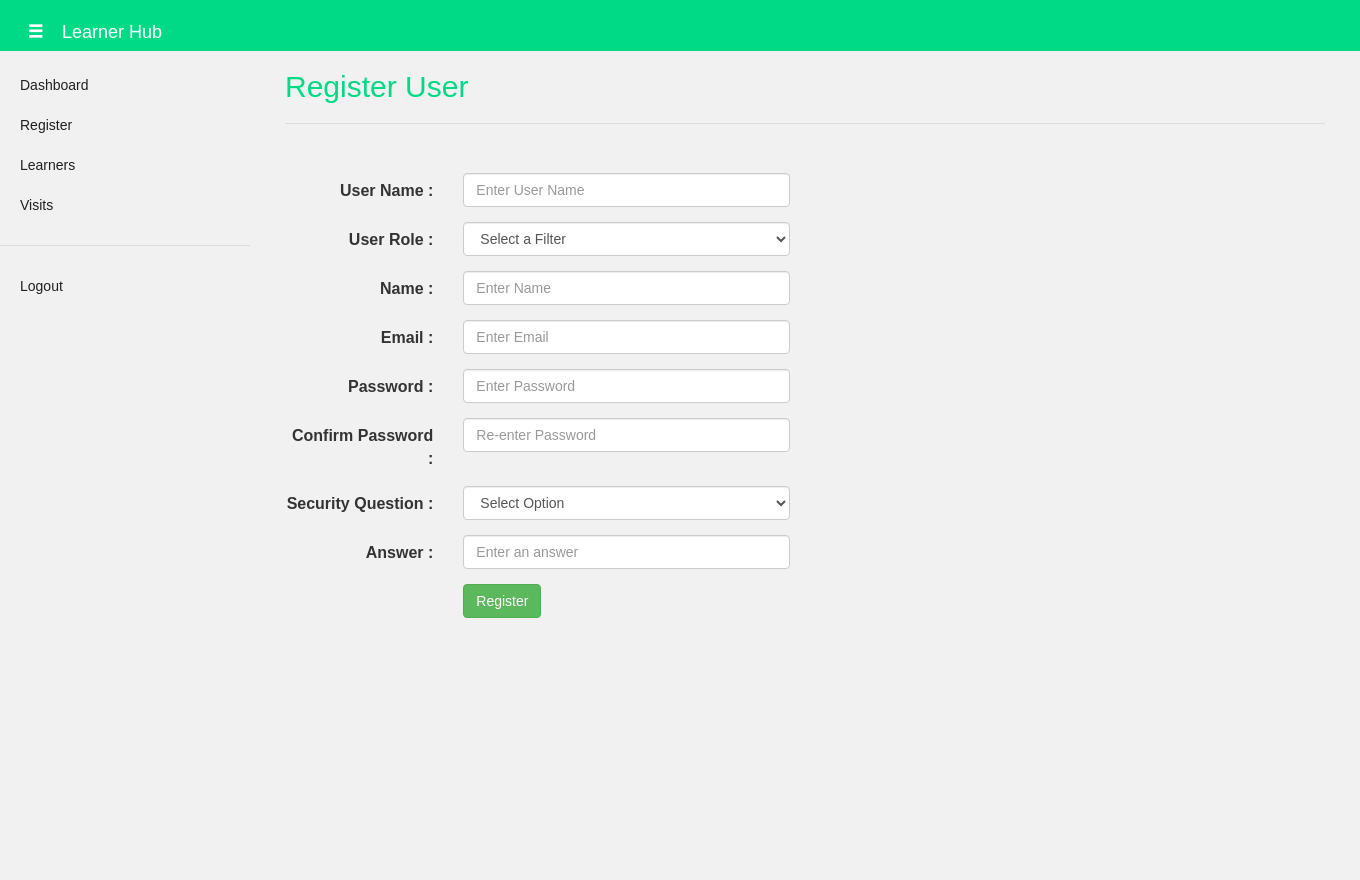 Learner Hub
Dashboard
Register
Learners
Visits
Logout
Register User
User Name :
Enter User Name
User Role :
Select a Filter
Name :
Enter Name
Email :
Enter Email
Password :
Enter Password
Confirm Password
:
Re-enter Password
Security Question :
Select Option
Answer :
Enter an answer
Register